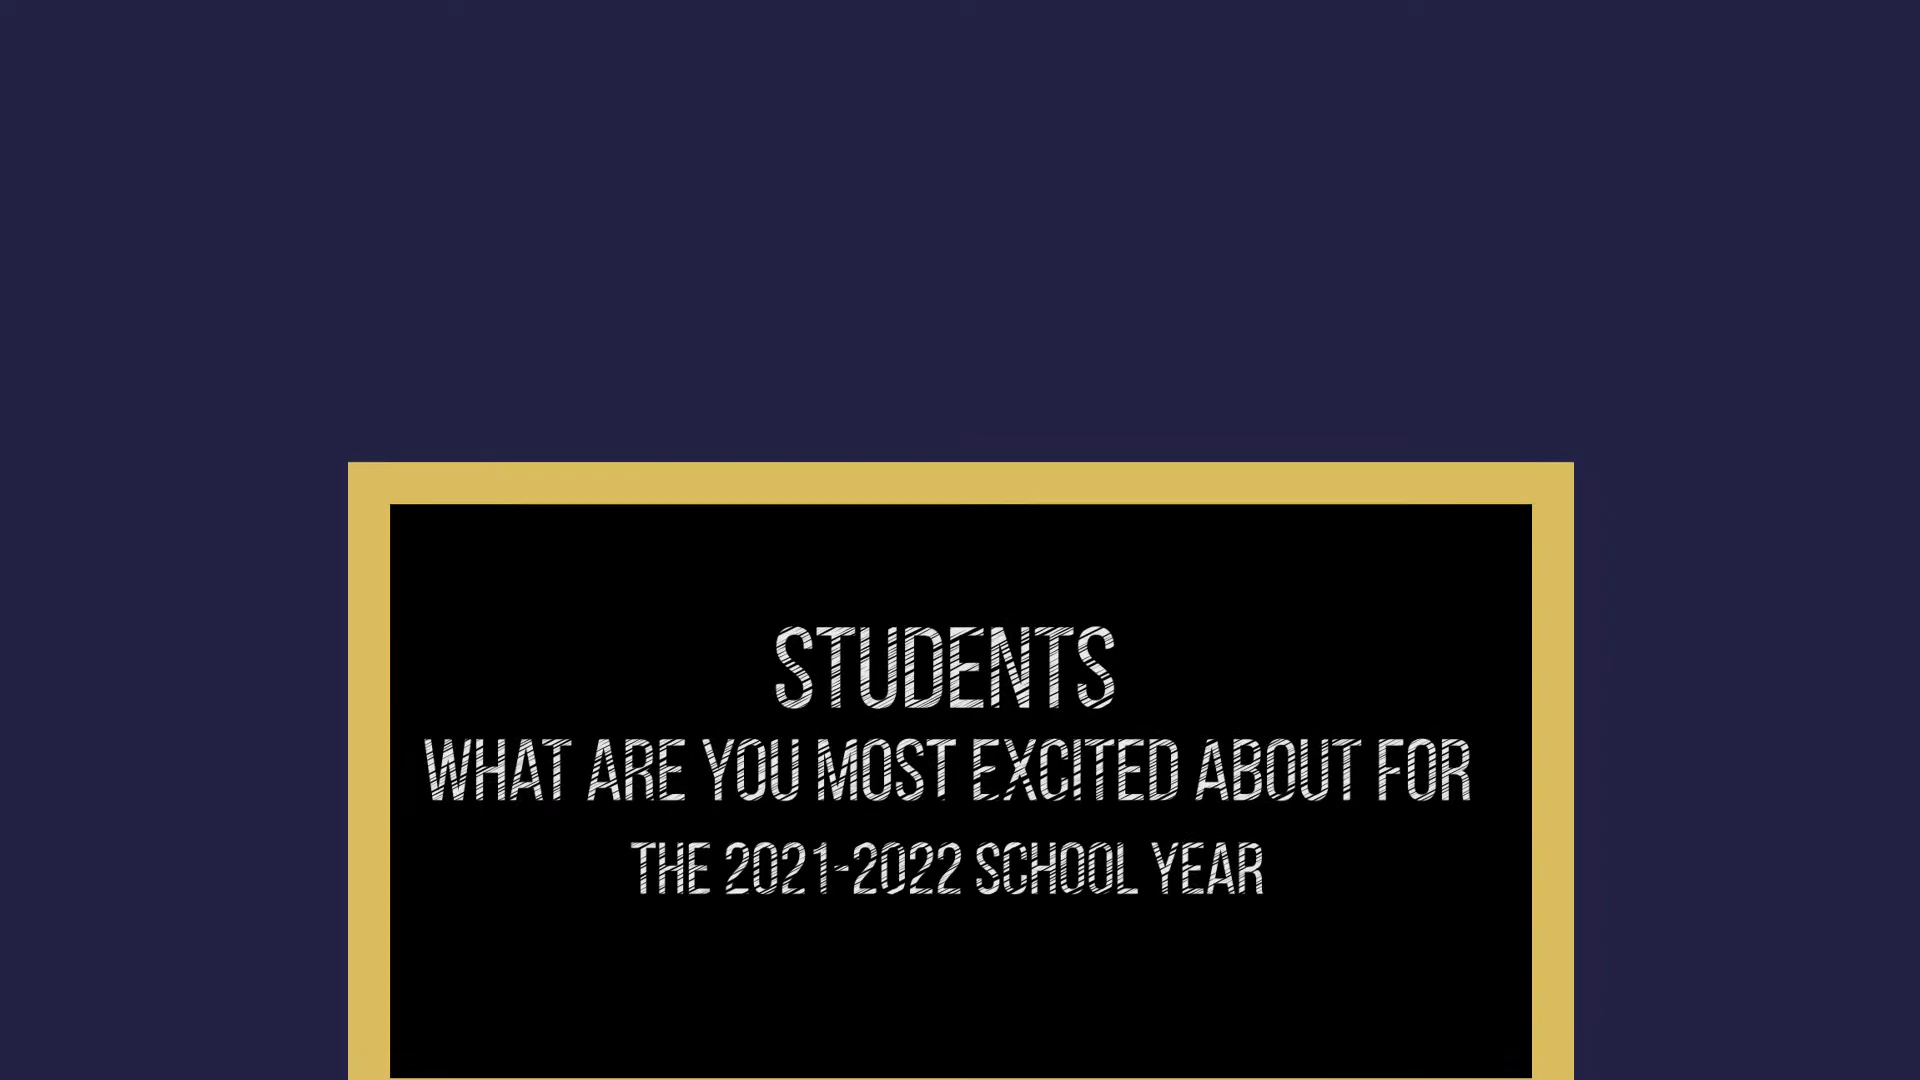 STUDENTS
WHAT ARE YOU MOST EXCITED ABOUT FOR
THE 2021-2022 SCHOOL YEAR